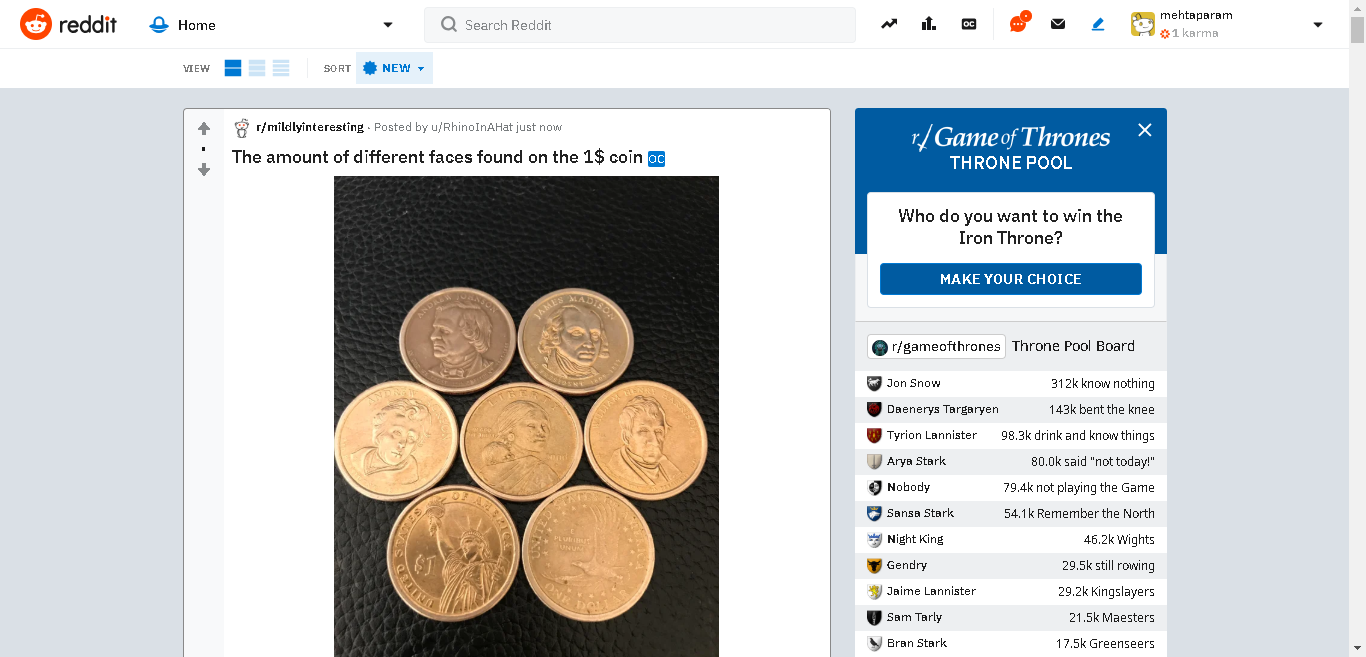 reddit
Home
Search Reddit
OC
mehtaparam
1 karma
VIEW
SORT
NEW
r/mildlyinteresting · Posted by u/RhinoInAHat just now
The amount of different faces found on the 1$ coin OC
ANDREW JOHNSON
JAMES MADISON
LIBERTY
UNITED STATES OF AMERICA
$1
E PLURIBUS UNUM
r/Game of Thrones
THRONE POOL
Who do you want to win the
Iron Throne?
MAKE YOUR CHOICE
r/gameofthrones Throne Pool Board
Jon Snow 312k know nothing
Daenerys Targaryen 143k bent the knee
Tyrion Lannister 98.3k drink and know things
Arya Stark 80.0k said "not today!"
Nobody 79.4k not playing the Game
Sansa Stark 54.1k Remember the North
Night King 46.2k Wights
Gendry 29.5k still rowing
Jaime Lannister 29.2k Kingslayers
Sam Tarly 21.5k Maesters
Bran Stark 17.5k Greenseers